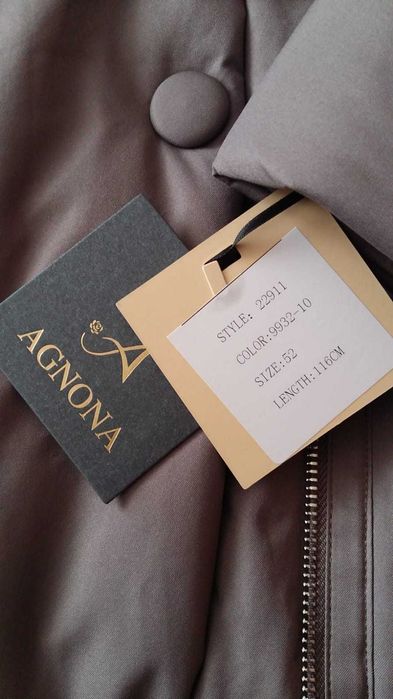 A
AGNONA
STYLE: 22911
COLOR:9932-10
SIZE:52
LENGTH:116CM